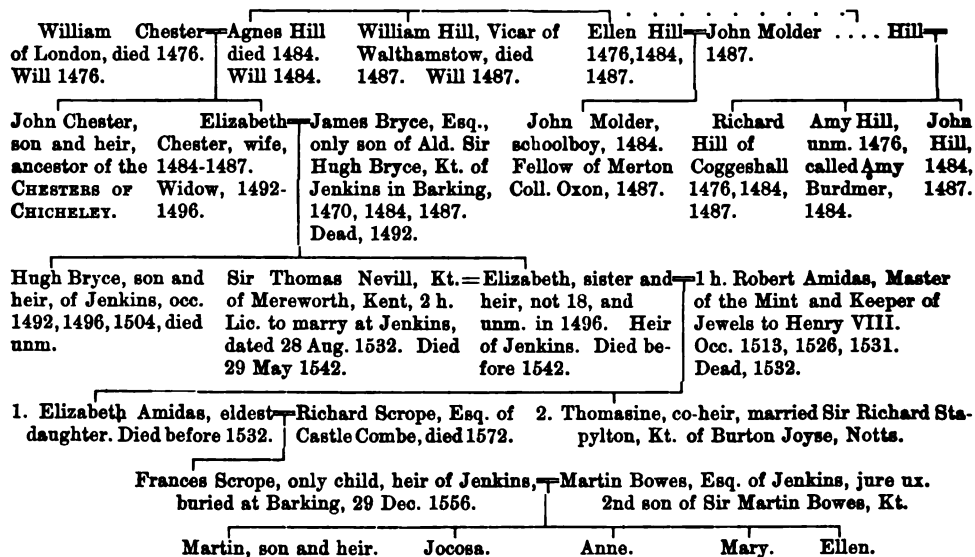 William Chester Agnes Hill William Hill, Vicar of Ellen Hill John Molder .... Hill
of London, died 1476. died 1484. Walthamstow, died 1476, 1484, 1487.
Will 1476. Will 1484. 1487. Will 1487. 1487.
John Chester, Elizabeth James Bryce, Esq., John Molder, Richard Amy Hill, John
son and heir, Chester, wife, only son of Ald. Sir schoolboy, 1484. Hill of unm. 1476, Hill,
ancestor of the 1484-1487. Hugh Bryce, Kt. of Fellow of Merton Coggeshall called Amy 1484,
CHESTERS OF Widow, 1492- Jenkins in Barking, Coll. Oxon, 1487. 1476, 1484, Burdmer, 1487.
CHICHELEY. 1496. 1470, 1484, 1487. 1487. 1484.
Dead, 1492.
Hugh Bryce, son and Sir Thomas Nevill, Kt. = Elizabeth, sister and 1 h. Robert Amidas, Master
heir, of Jenkins, occ. of Mereworth, Kent, 2 h. heir, not 18, and of the Mint and Keeper of
1492, 1496, 1504, died Lic. to marry at Jenkins, unm. in 1496. Heir Jewels to Henry VIII.
unm. dated 28 Aug. 1532. Died of Jenkins. Died be- Occ. 1513, 1526, 1531.
29 May 1542. fore 1542. Dead, 1532.
1. Elizabeth Amidas, eldest Richard Scrope, Esq. of 2. Thomasine, co-heir, married Sir Richard Sta-
daughter. Died before 1532. Castle Combe, died 1572. pylton, Kt. of Burton Joyse, Notts.
Frances Scrope, only child, heir of Jenkins, Martin Bowes, Esq. of Jenkins, jure ux.
buried at Barking, 29 Dec. 1556. 2nd son of Sir Martin Bowes, Kt.
Martin, son and heir. Jocosa. Anne. Mary. Ellen.